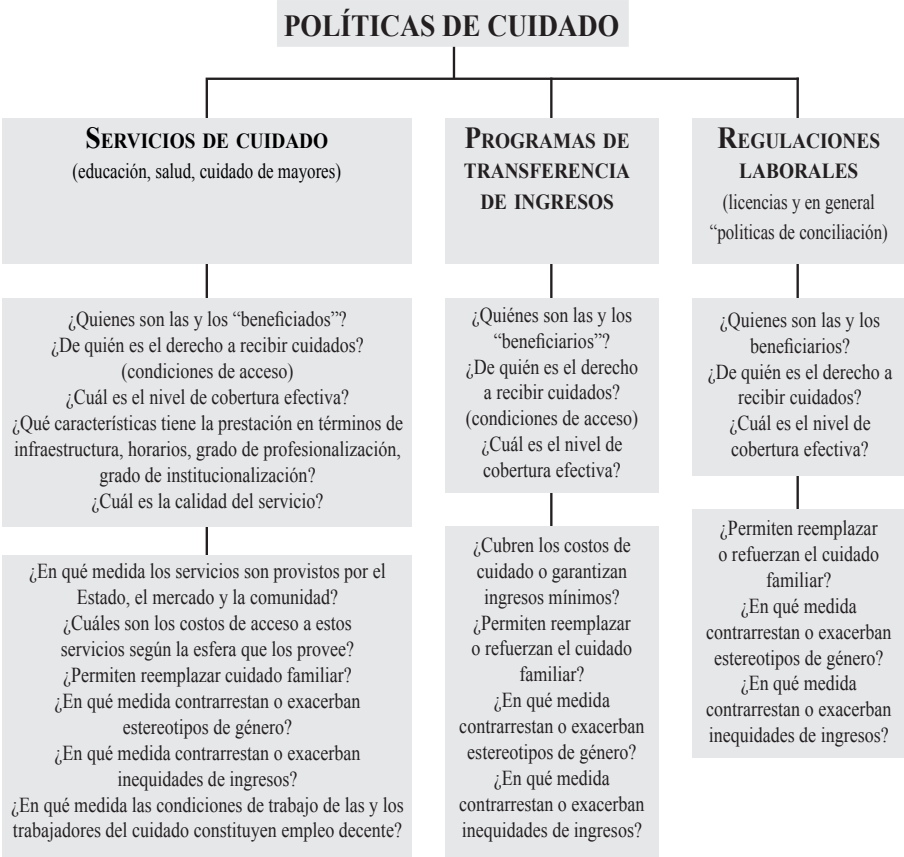 POLÍTICAS DE CUIDADO
SERVICIOS DE CUIDADO
(educación, salud, cuidado de mayores)
¿Quienes son las y los “beneficiados”?
¿De quién es el derecho a recibir cuidados?
(condiciones de acceso)
¿Cuál es el nivel de cobertura efectiva?
¿Qué características tiene la prestación en términos de
infraestructura, horarios, grado de profesionalización,
grado de institucionalización?
¿Cuál es la calidad del servicio?
¿En qué medida los servicios son provistos por el
Estado, el mercado y la comunidad?
¿Cuáles son los costos de acceso a estos
servicios según la esfera que los provee?
¿Permiten reemplazar cuidado familiar?
¿En qué medida contrarrestan o exacerban
estereotipos de género?
¿En qué medida contrarrestan o exacerban
inequidades de ingresos?
¿En qué medida las condiciones de trabajo de las y los
trabajadores del cuidado constituyen empleo decente?
PROGRAMAS DE
TRANSFERENCIA
DE INGRESOS
¿Quiénes son las y los
“beneficiarios”?
¿De quién es el derecho
a recibir cuidados?
(condiciones de acceso)
¿Cuál es el nivel de
cobertura efectiva?
¿Cubren los costos de
cuidado o garantizan
ingresos mínimos?
¿Permiten reemplazar
o refuerzan el cuidado
familiar?
¿En qué medida
contrarrestan o exacerban
estereotipos de género?
¿En qué medida
contrarrestan o exacerban
inequidades de ingresos?
REGULACIONES
LABORALES
(licencias y en general
“politicas de conciliación)
¿Quienes son las y los
beneficiarios?
¿De quién es el derecho a
recibir cuidados?
¿Cuál es el nivel de
cobertura efectiva?
¿Permiten reemplazar
o refuerzan el cuidado
familiar?
¿En qué medida
contrarrestan o exacerban
estereotipos de género?
¿En qué medida
contrarrestan o exacerban
inequidades de ingresos?